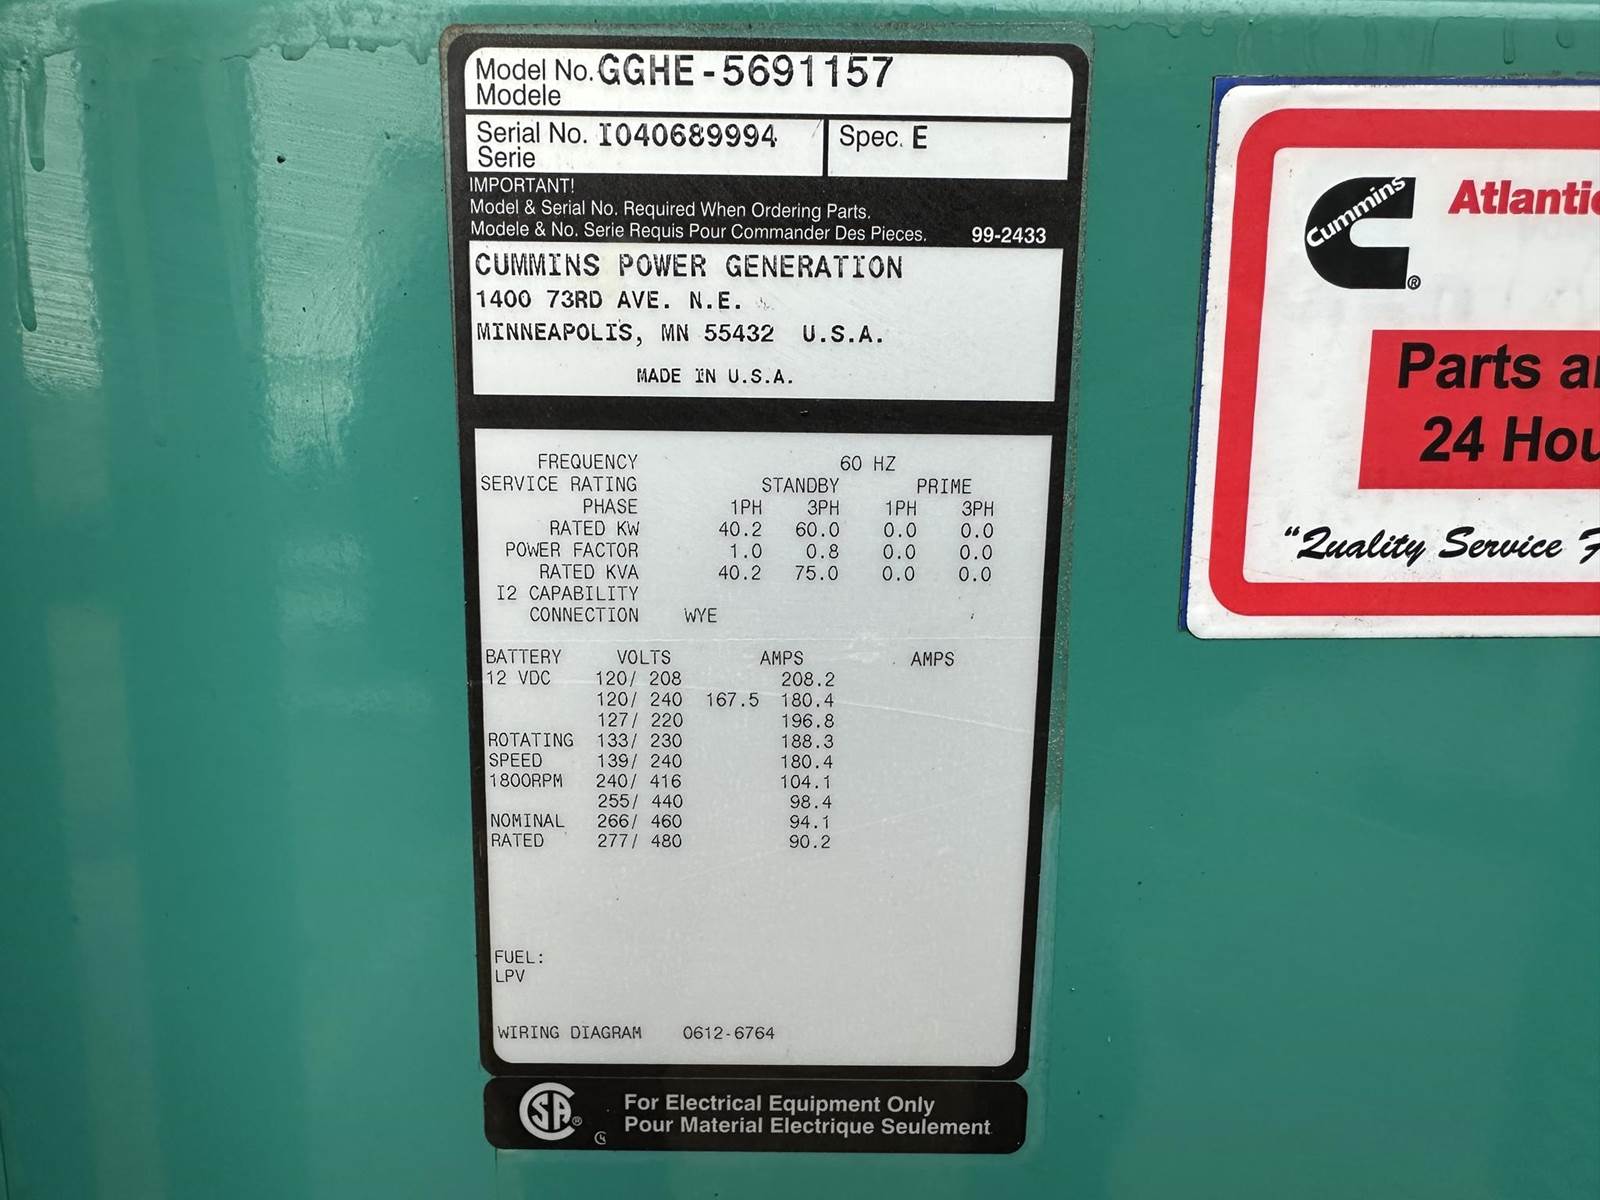 Model No. GGHE-5691157
Modele
Serial No. I040689994 Spec. E
Serie
IMPORTANT!
Model & Serial No. Required When Ordering Parts.
Modele & No. Serie Requis Pour Commander Des Pieces. 99-2433
CUMMINS POWER GENERATION
1400 73RD AVE. N.E.
MINNEAPOLIS, MN 55432 U.S.A.
MADE IN U.S.A.
FREQUENCY 60 HZ
SERVICE RATING STANDBY PRIME
PHASE 1PH 3PH 1PH 3PH
RATED KW 40.2 60.0 0.0 0.0
POWER FACTOR 1.0 0.8 0.0 0.0
RATED KVA 40.2 75.0 0.0 0.0
I2 CAPABILITY
CONNECTION WYE
BATTERY VOLTS AMPS AMPS
12 VDC 120/ 208 208.2
120/ 240 167.5 180.4
127/ 220 196.8
ROTATING 133/ 230 188.3
SPEED 139/ 240 180.4
1800RPM 240/ 416 104.1
255/ 440 98.4
NOMINAL 266/ 460 94.1
RATED 277/ 480 90.2
FUEL:
LPV
WIRING DIAGRAM 0612-6764
SA ®
For Electrical Equipment Only
Pour Material Electrique Seulement
Cummins ®
Atlantic
Parts
24
"Quality Service